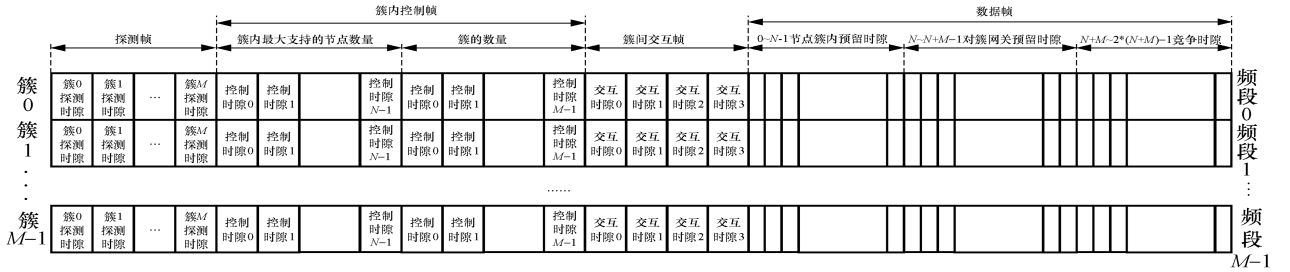 簇内控制帧
数据帧
探测帧
簇内最大支持的节点数量
簇的数量
簇间交互帧
0~N-1节点簇内预留时隙
N~N+M-1对簇网关预留时隙
N+M~2*(N+M)-1竞争时隙
簇0
簇0探测时隙
簇1探测时隙
…
簇M探测时隙
控制时隙0
控制时隙1
控制时隙N-1
控制时隙0
控制时隙1
控制时隙M-1
交互时隙0
交互时隙1
交互时隙2
交互时隙3
频段0
簇1
簇0探测时隙
簇1探测时隙
…
簇M探测时隙
控制时隙0
控制时隙1
控制时隙N-1
控制时隙0
控制时隙1
控制时隙M-1
交互时隙0
交互时隙1
交互时隙2
交互时隙3
频段1
……
簇M-1
簇0探测时隙
簇1探测时隙
…
簇M探测时隙
控制时隙0
控制时隙1
控制时隙N-1
控制时隙0
控制时隙1
控制时隙M-1
交互时隙0
交互时隙1
交互时隙2
交互时隙3
频段M-1